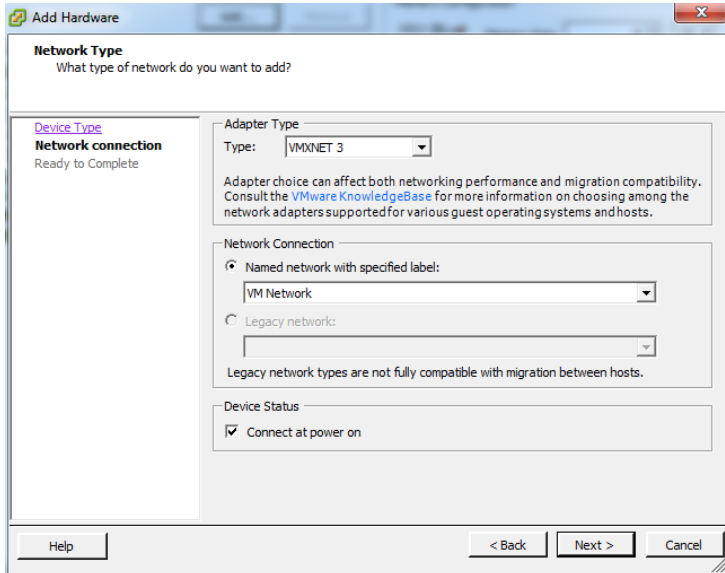 Add Hardware
Network Type
What type of network do you want to add?
Device Type
Network connection
Ready to Complete
Adapter Type
Type: VMXNET 3
Adapter choice can affect both networking performance and migration compatibility.
Consult the VMware KnowledgeBase for more information on choosing among the
network adapters supported for various guest operating systems and hosts.
Network Connection
Named network with specified label:
VM Network
Legacy network:
Legacy network types are not fully compatible with migration between hosts.
Device Status
Connect at power on
Help
< Back
Next >
Cancel